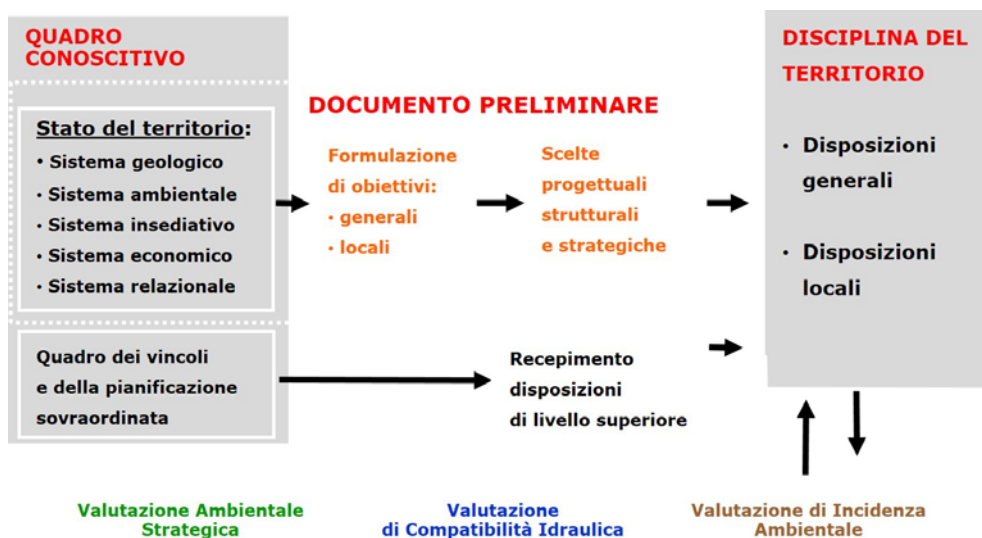 QUADRO
CONOSCITIVO
Stato del territorio:
• Sistema geologico
• Sistema ambientale
• Sistema insediativo
• Sistema economico
• Sistema relazionale
Quadro dei vincoli
e della pianificazione
sovraordinata
DOCUMENTO PRELIMINARE
Formulazione
di obiettivi:
• generali
• locali
Scelte
progettuali
strutturali
e strategiche
Recepimento
disposizioni
di livello superiore
DISCIPLINA DEL
TERRITORIO
• Disposizioni
generali
• Disposizioni
locali
Valutazione Ambientale
Strategica
Valutazione
di Compatibilità Idraulica
Valutazione di Incidenza
Ambientale